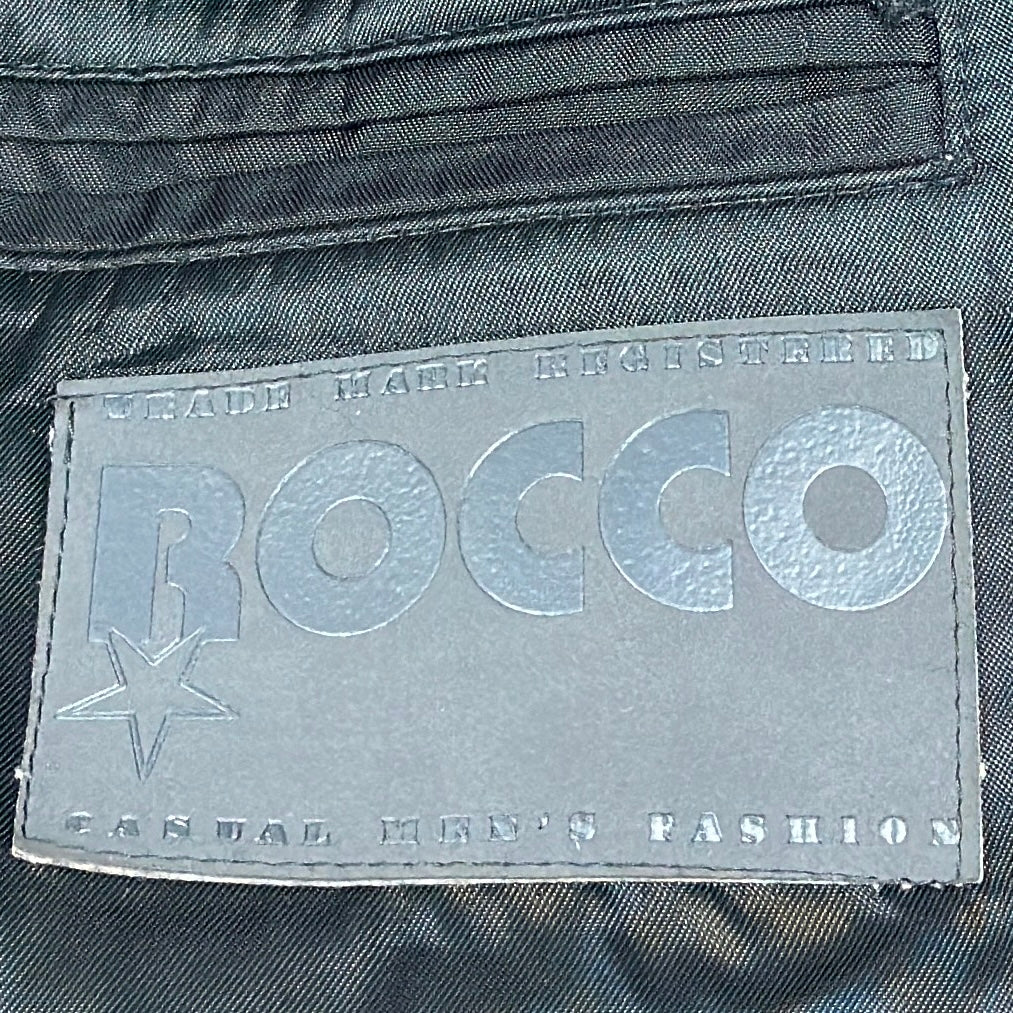 TRADE MARK REGISTERED
ROCCO
CASUAL MEN'S FASHION